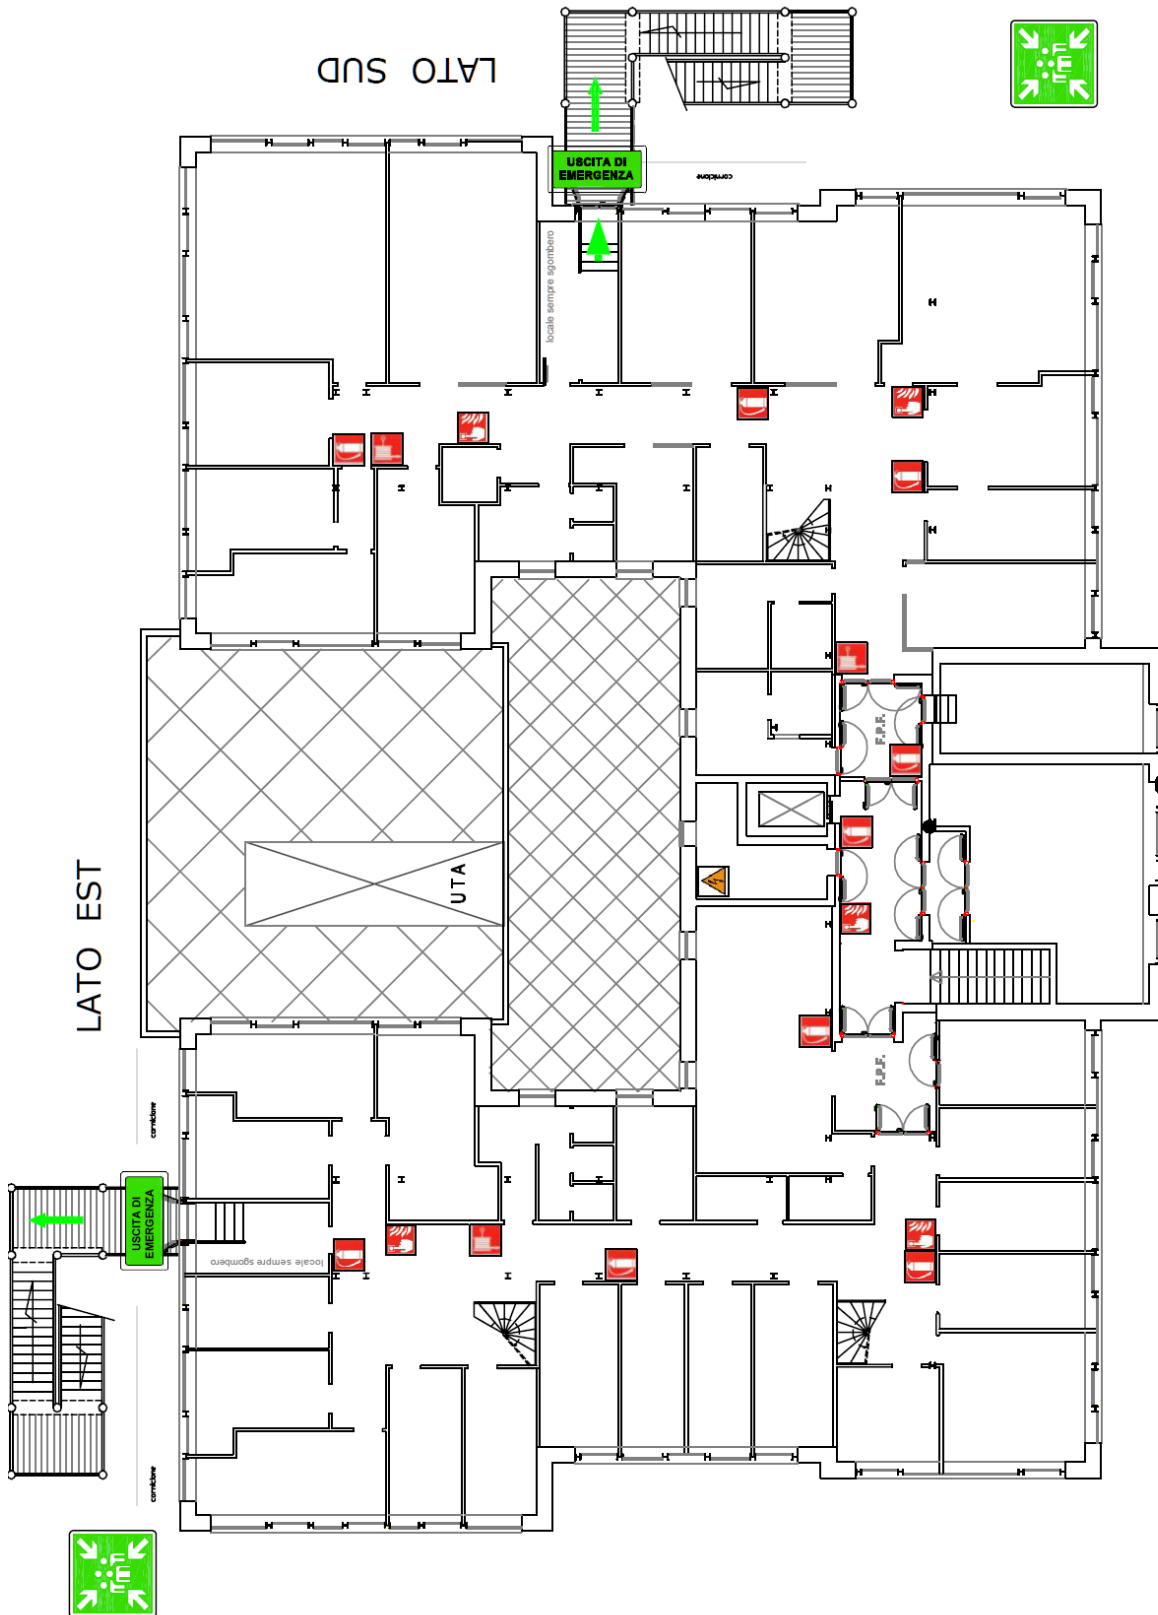 LATO SUD
USCITA DI
EMERGENZA
cornicione
locale sempre sgombero
F.P.F.
UTA
LATO EST
F.P.F.
cornicione
USCITA DI
EMERGENZA
locale sempre sgombero
cornicione